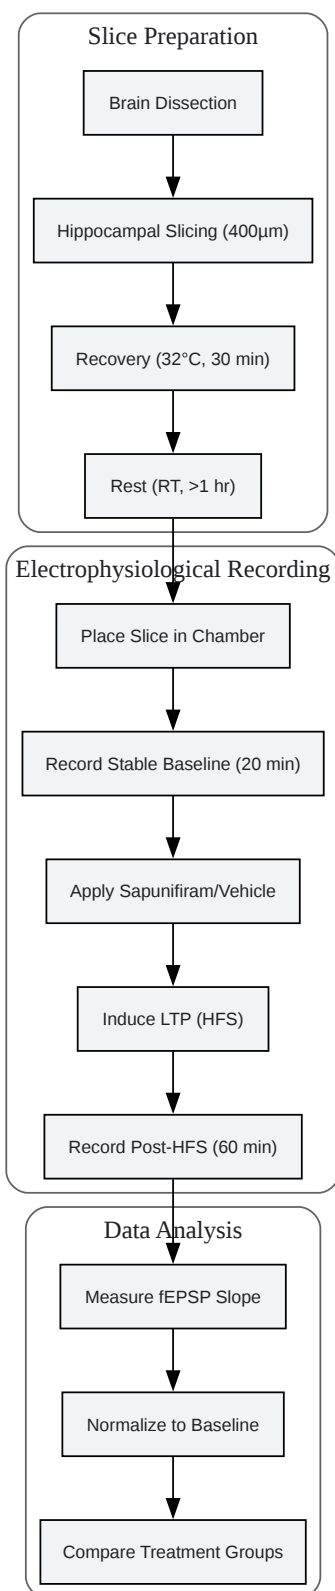 Slice Preparation
Brain Dissection
Hippocampal Slicing (400µm)
Recovery (32°C, 30 min)
Rest (RT, >1 hr)
Electrophysiological Recording
Place Slice in Chamber
Record Stable Baseline (20 min)
Apply Sapunifiram/Vehicle
Induce LTP (HFS)
Record Post-HFS (60 min)
Data Analysis
Measure fEPSP Slope
Normalize to Baseline
Compare Treatment Groups